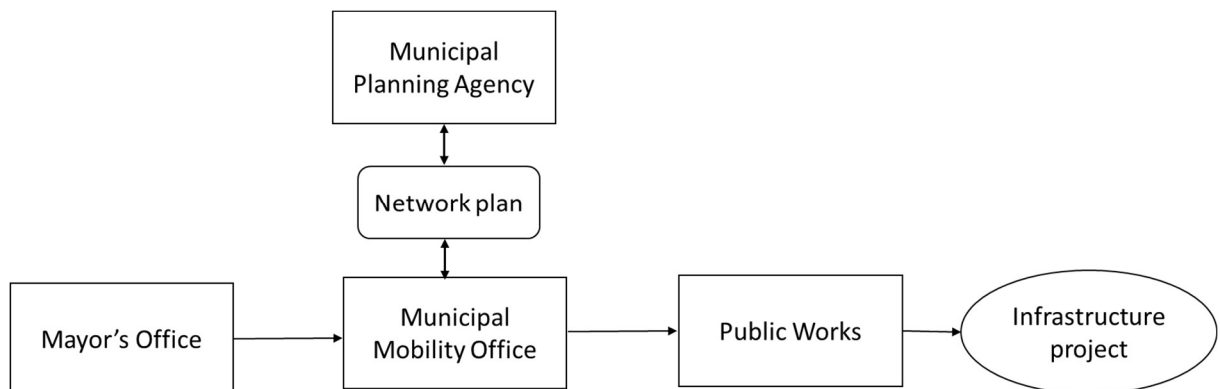 Municipal
Planning Agency
Network plan
Mayor’s Office
Municipal
Mobility Office
Public Works
Infrastructure
project